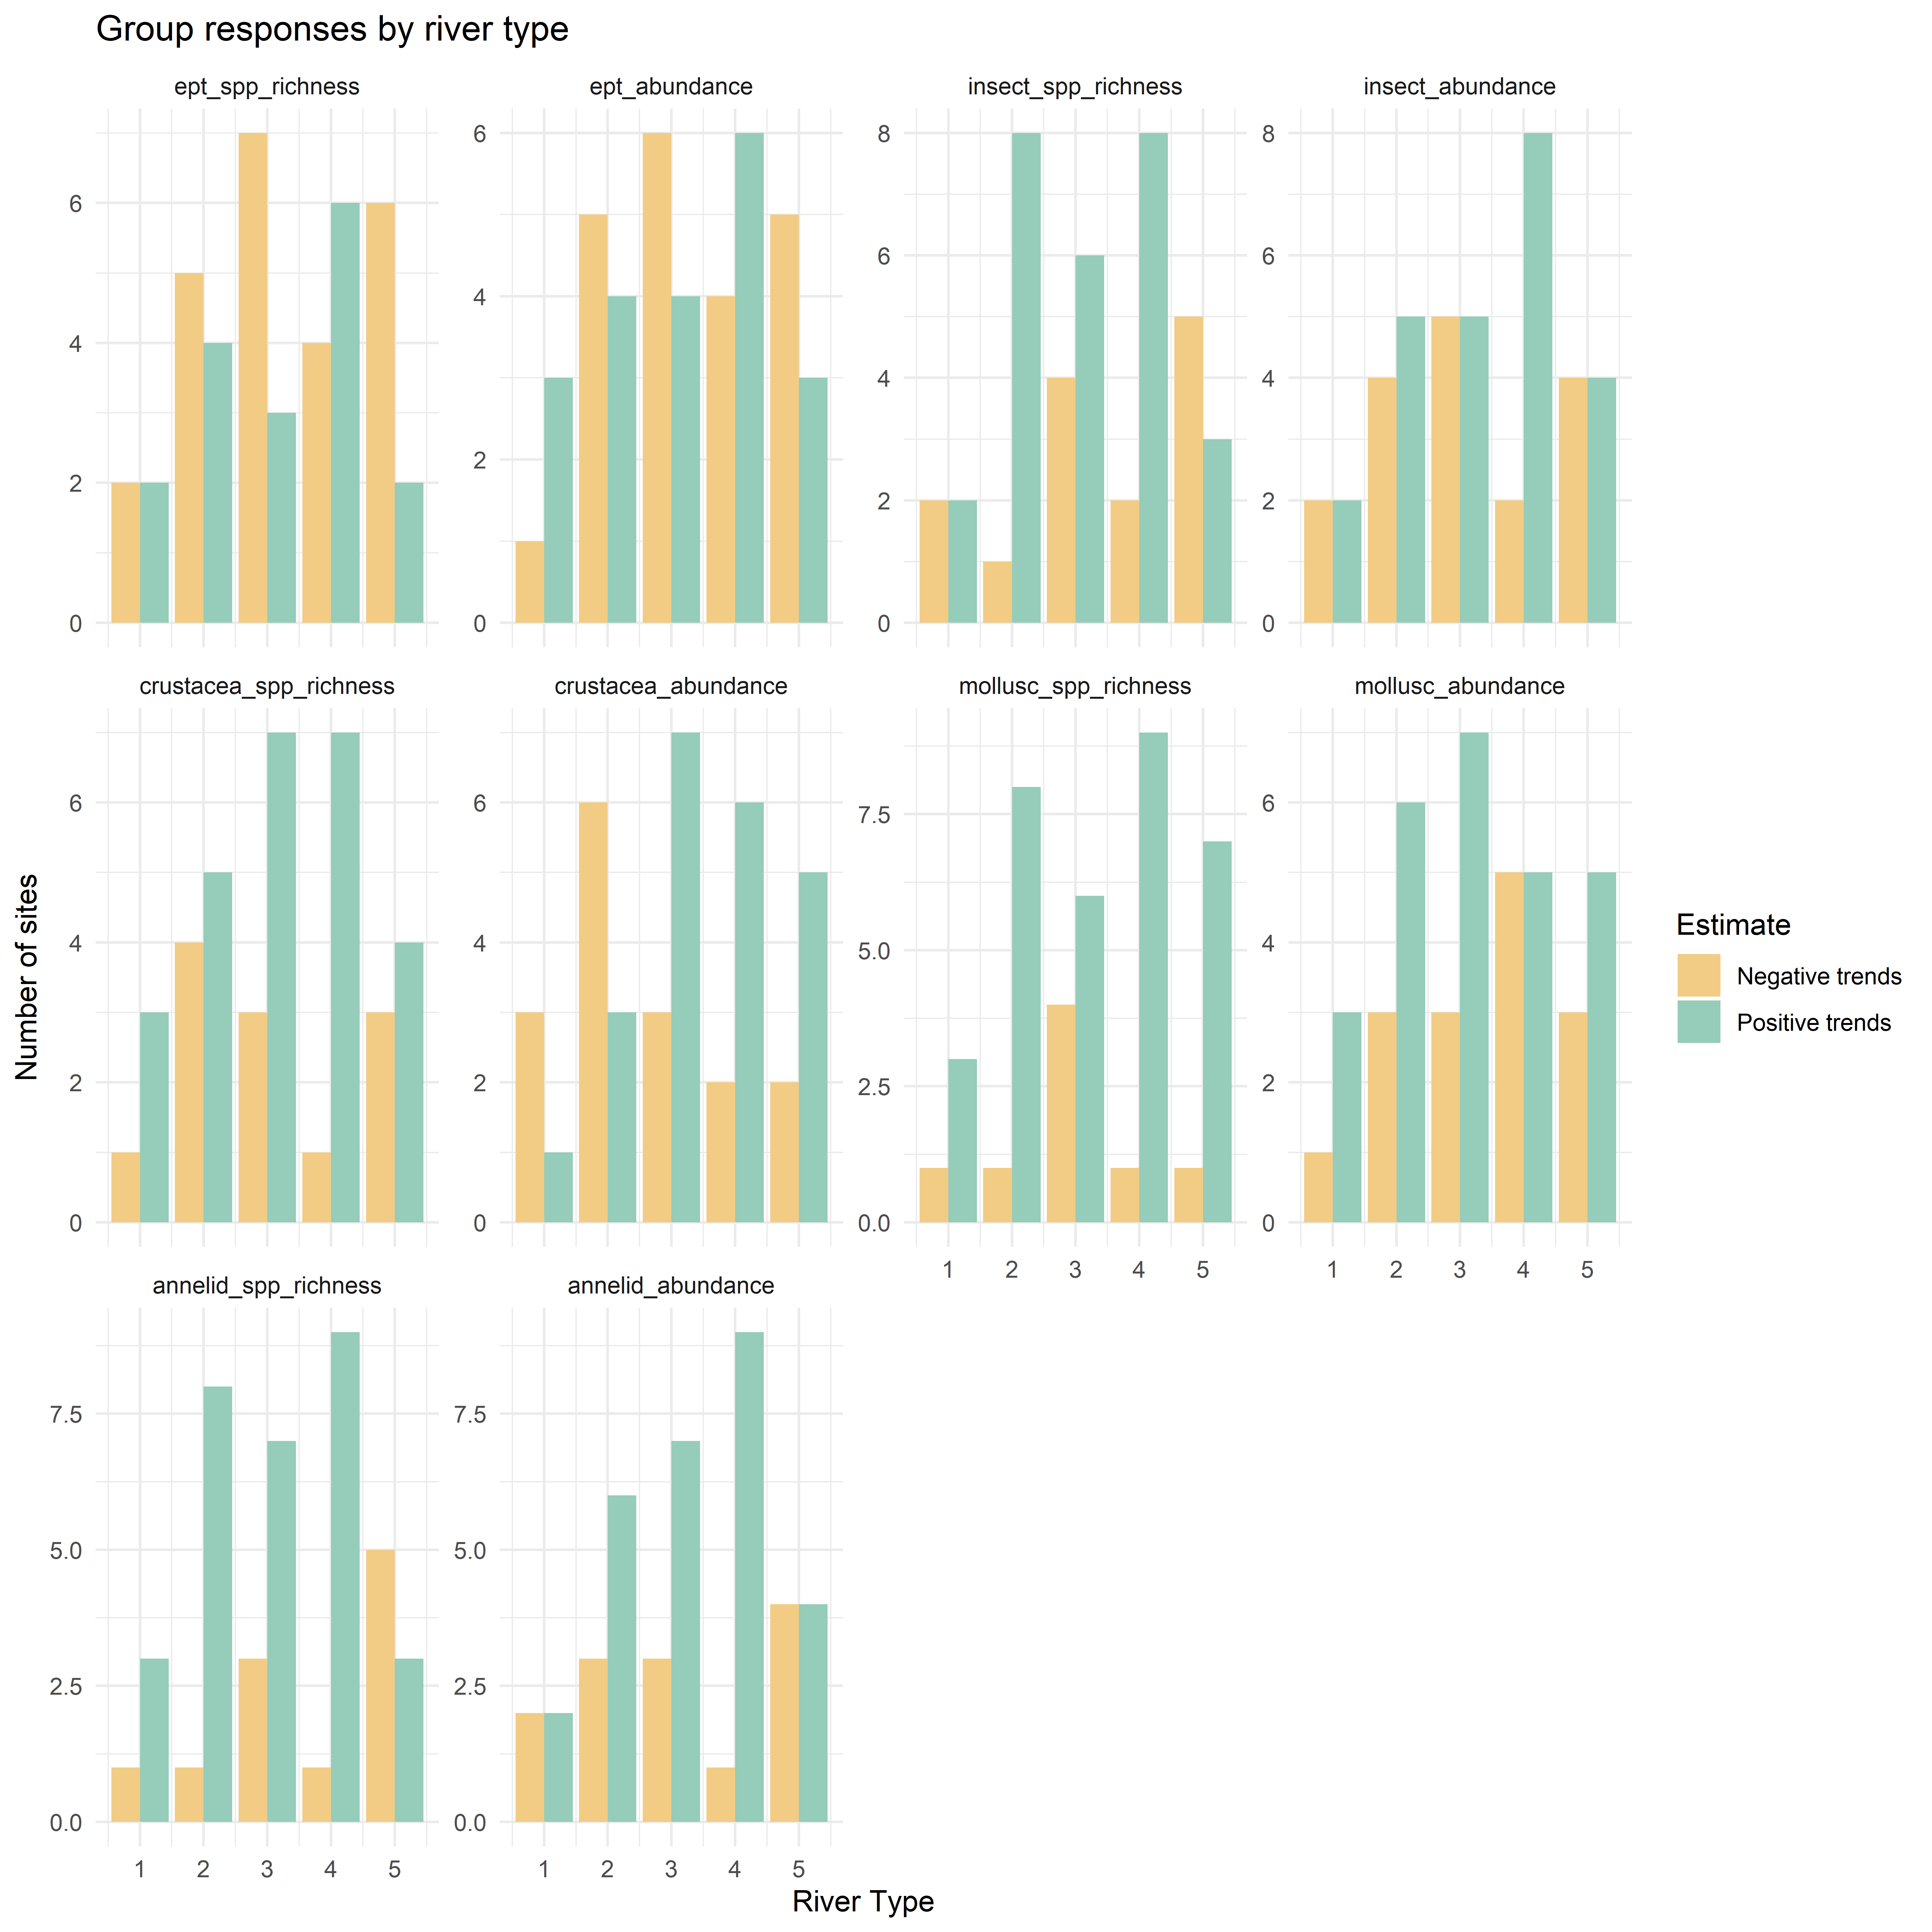 Group responses by river type
ept_spp_richness
ept_abundance
insect_spp_richness
insect_abundance
6
4
2
0
6
4
2
0
8
6
4
2
0
8
6
4
2
0
crustacea_spp_richness
crustacea_abundance
mollusc_spp_richness
mollusc_abundance
6
4
2
0
6
4
2
0
7.5
5.0
2.5
0.0
6
4
2
0
1 2 3 4 5
1 2 3 4 5
annelid_spp_richness
annelid_abundance
7.5
5.0
2.5
0.0
7.5
5.0
2.5
0.0
1 2 3 4 5
1 2 3 4 5
River Type
Number of sites
Estimate
Negative trends
Positive trends